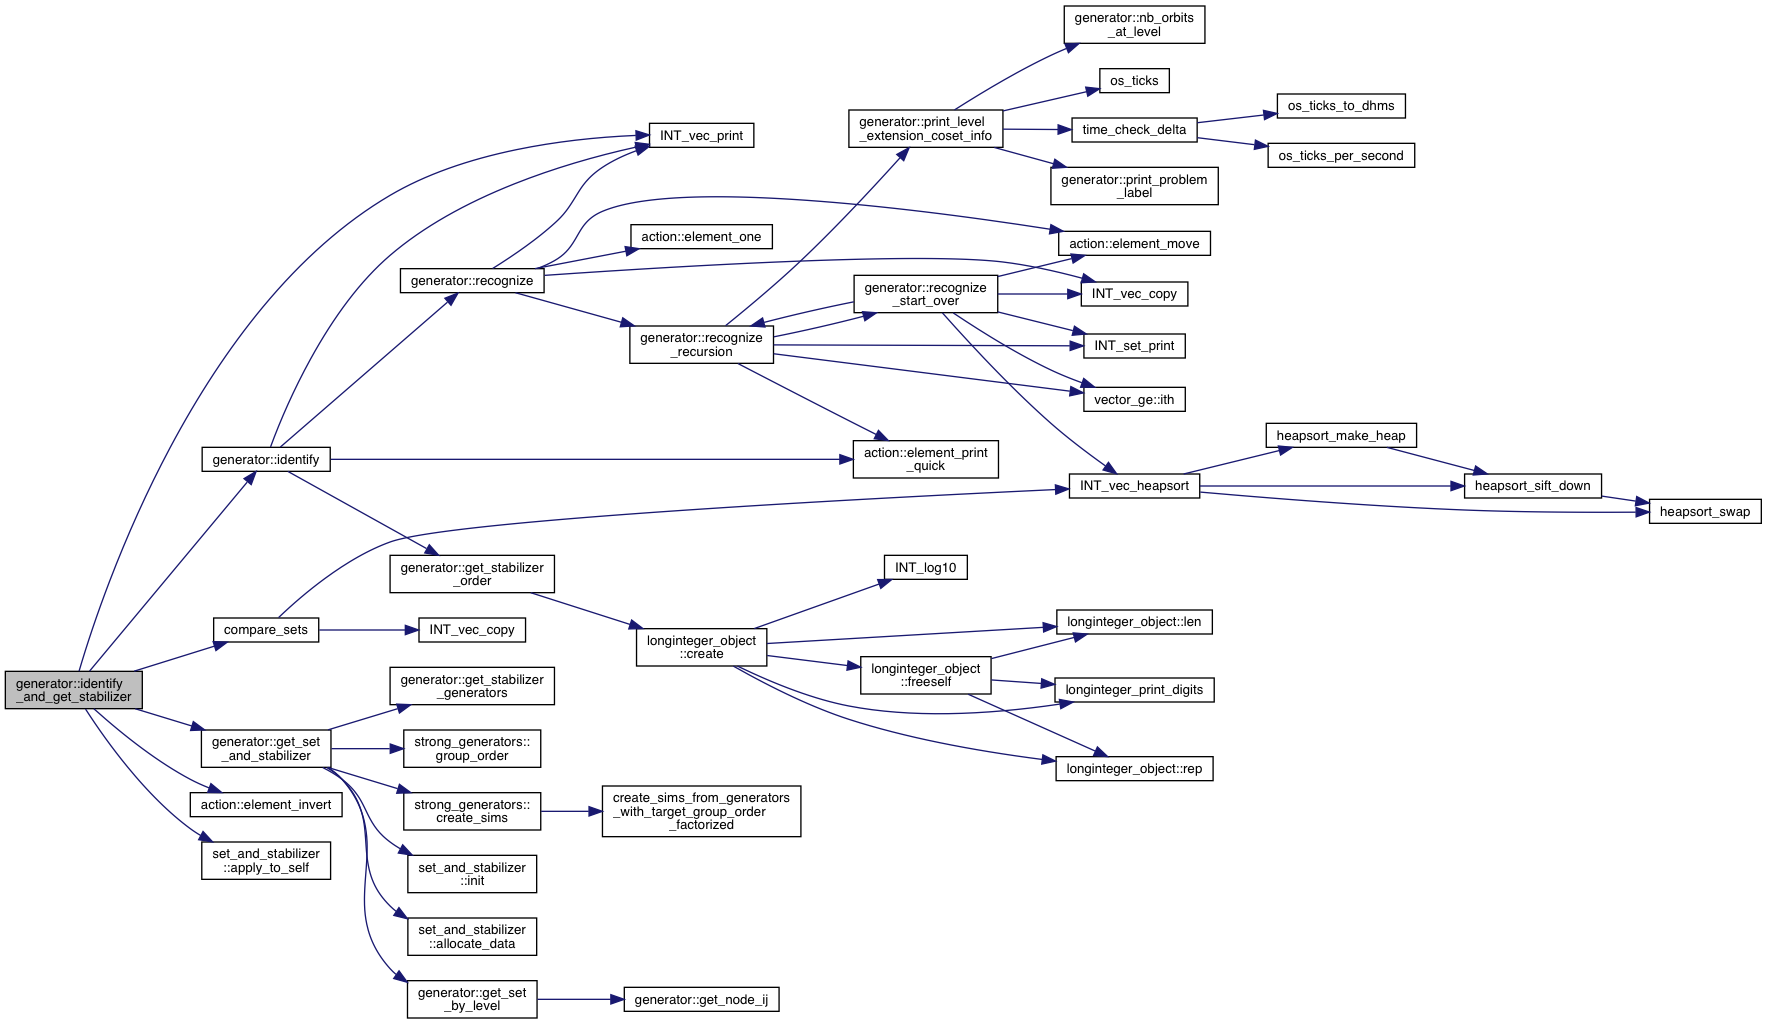 generator::nb_orbits
_at_level
os_ticks
os_ticks_to_dhms
generator::print_level
_extension_coset_info
time_check_delta
INT_vec_print
os_ticks_per_second
generator::print_problem
_label
action::element_one
action::element_move
generator::recognize
generator::recognize
_start_over
INT_vec_copy
generator::recognize
_recursion
INT_set_print
vector_ge::ith
heapsort_make_heap
generator::identify
action::element_print
_quick
INT_vec_heapsort
heapsort_sift_down
heapsort_swap
generator::get_stabilizer
_order
INT_log10
compare_sets
INT_vec_copy
longinteger_object
::create
longinteger_object::len
longinteger_object
::freeself
longinteger_print_digits
generator::identify
_and_get_stabilizer
generator::get_stabilizer
_generators
generator::get_set
_and_stabilizer
strong_generators::
group_order
longinteger_object::rep
action::element_invert
strong_generators::
create_sims
create_sims_from_generators
_with_target_group_order
_factorized
set_and_stabilizer
::apply_to_self
set_and_stabilizer
::init
set_and_stabilizer
::allocate_data
generator::get_set
_by_level
generator::get_node_ij